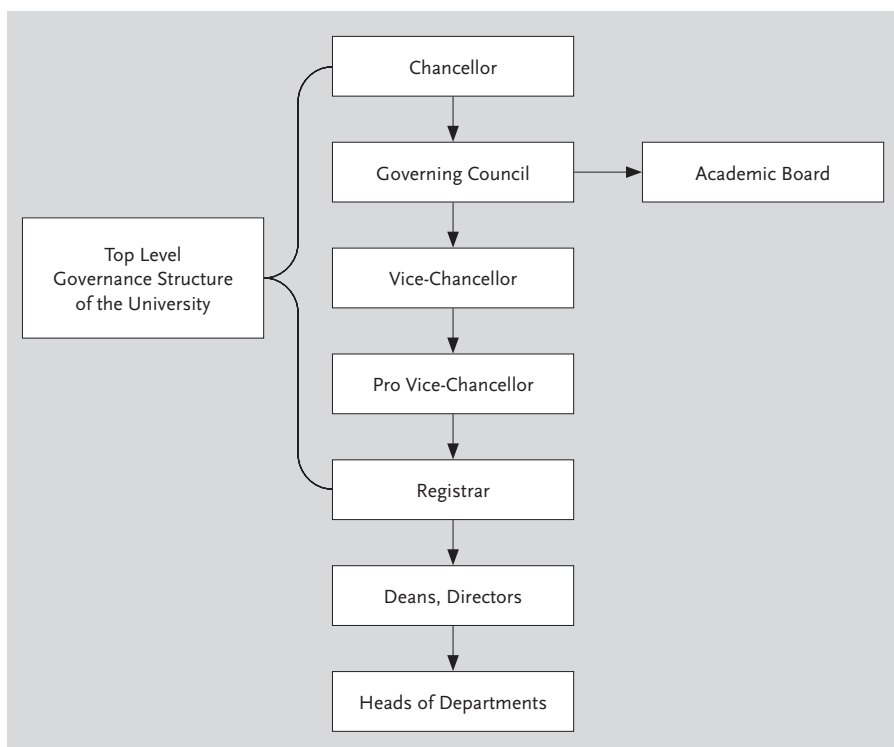 Chancellor
Governing Council
Academic Board
Top Level
Governance Structure
of the University
Vice-Chancellor
Pro Vice-Chancellor
Registrar
Deans, Directors
Heads of Departments